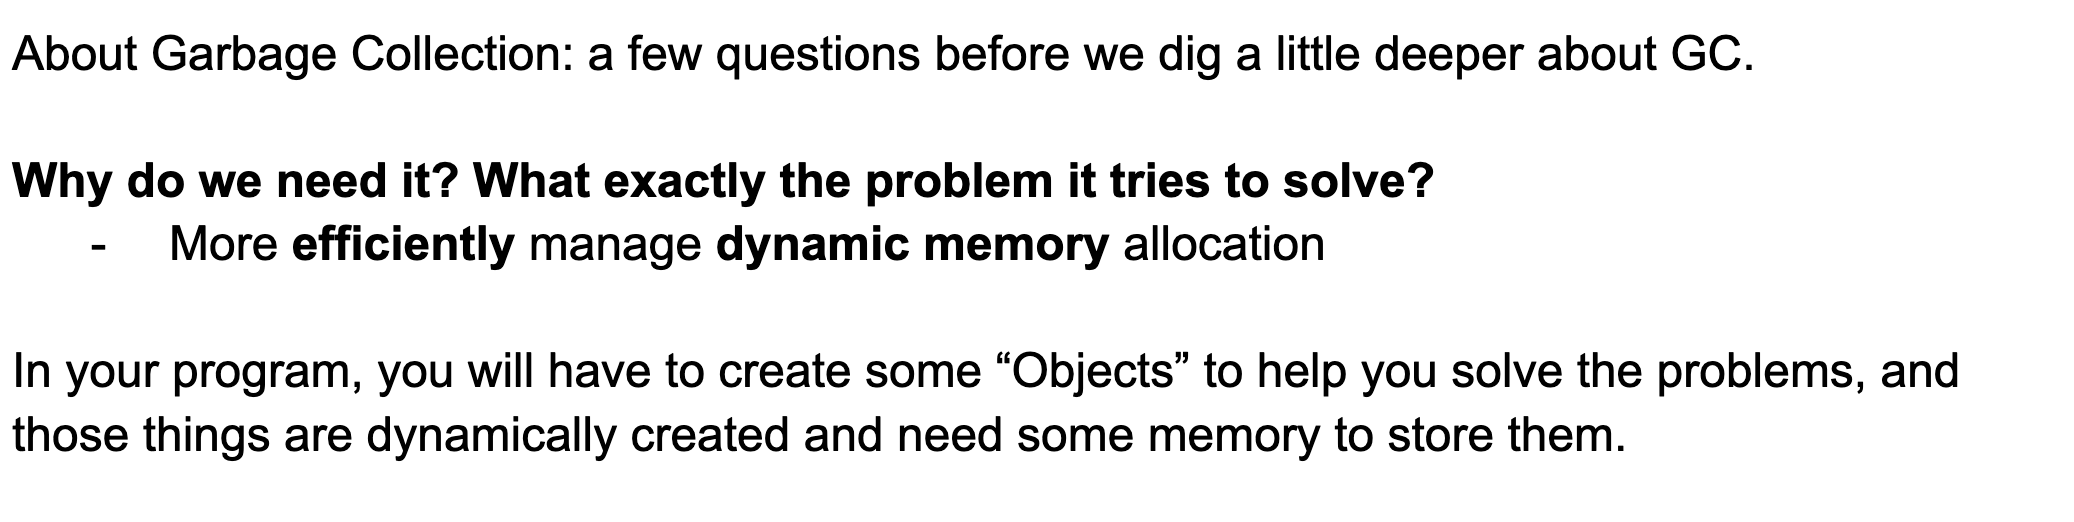 About Garbage Collection: a few questions before we dig a little deeper about GC.
Why do we need it? What exactly the problem it tries to solve?
- More efficiently manage dynamic memory allocation
In your program, you will have to create some “Objects” to help you solve the problems, and
those things are dynamically created and need some memory to store them.